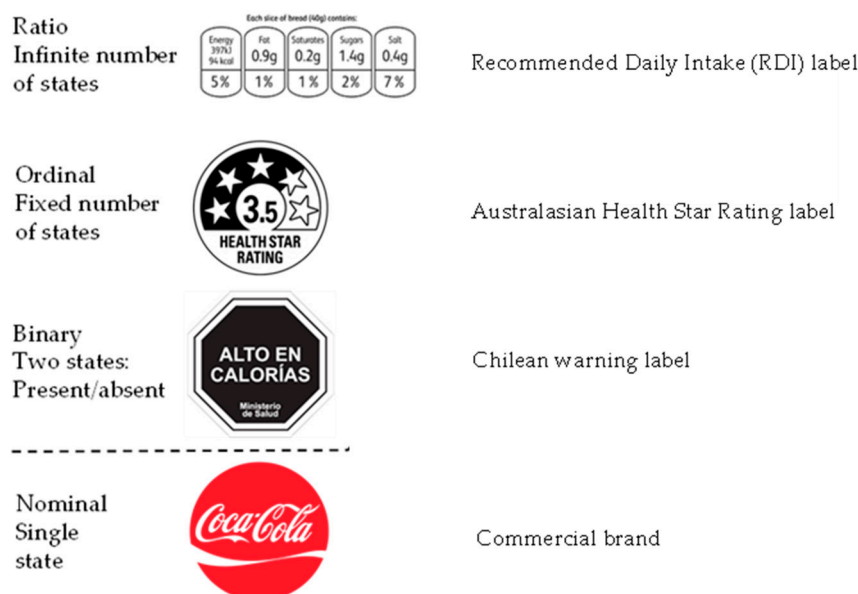 Ratio
Infinite number
of states
Each slice of bread (40g) contains:
Energy
397kJ
94 kcal
5%
Fat
0.9g
1%
Saturates
0.2g
1%
Sugars
1.4g
2%
Salt
0.4g
7%
Recommended Daily Intake (RDI) label
Ordinal
Fixed number
of states
3.5
HEALTH STAR
RATING
Australasian Health Star Rating label
Binary
Two states:
Present/absent
ALTO EN
CALORÍAS
Ministerio
de Salud
Chilean warning label
Nominal
Single
state
Coca-Cola
Commercial brand